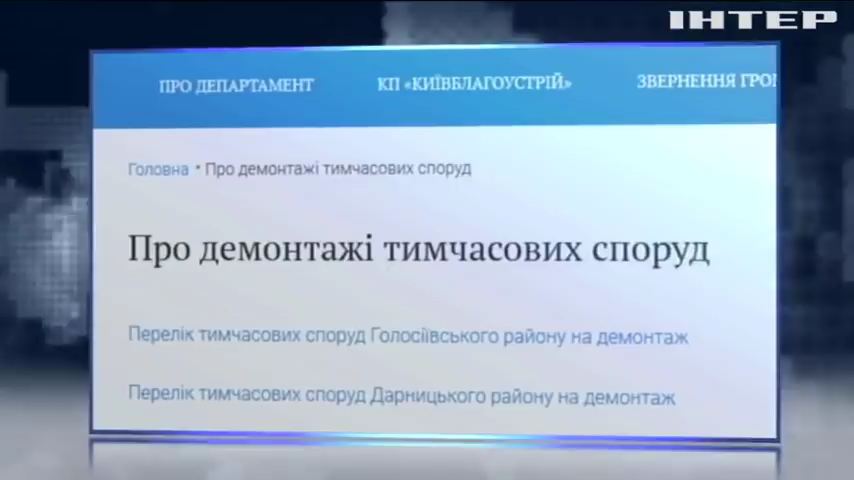 ІНТЕР
ПРО ДЕПАРТАМЕНТ КП «КИЇВБЛАГОУСТРІЙ» ЗВЕРНЕННЯ ГРОМ
Головна • Про демонтажі тимчасових споруд
Про демонтажі тимчасових споруд
Перелік тимчасових споруд Голосіївського району на демонтаж
Перелік тимчасових споруд Дарницького району на демонтаж